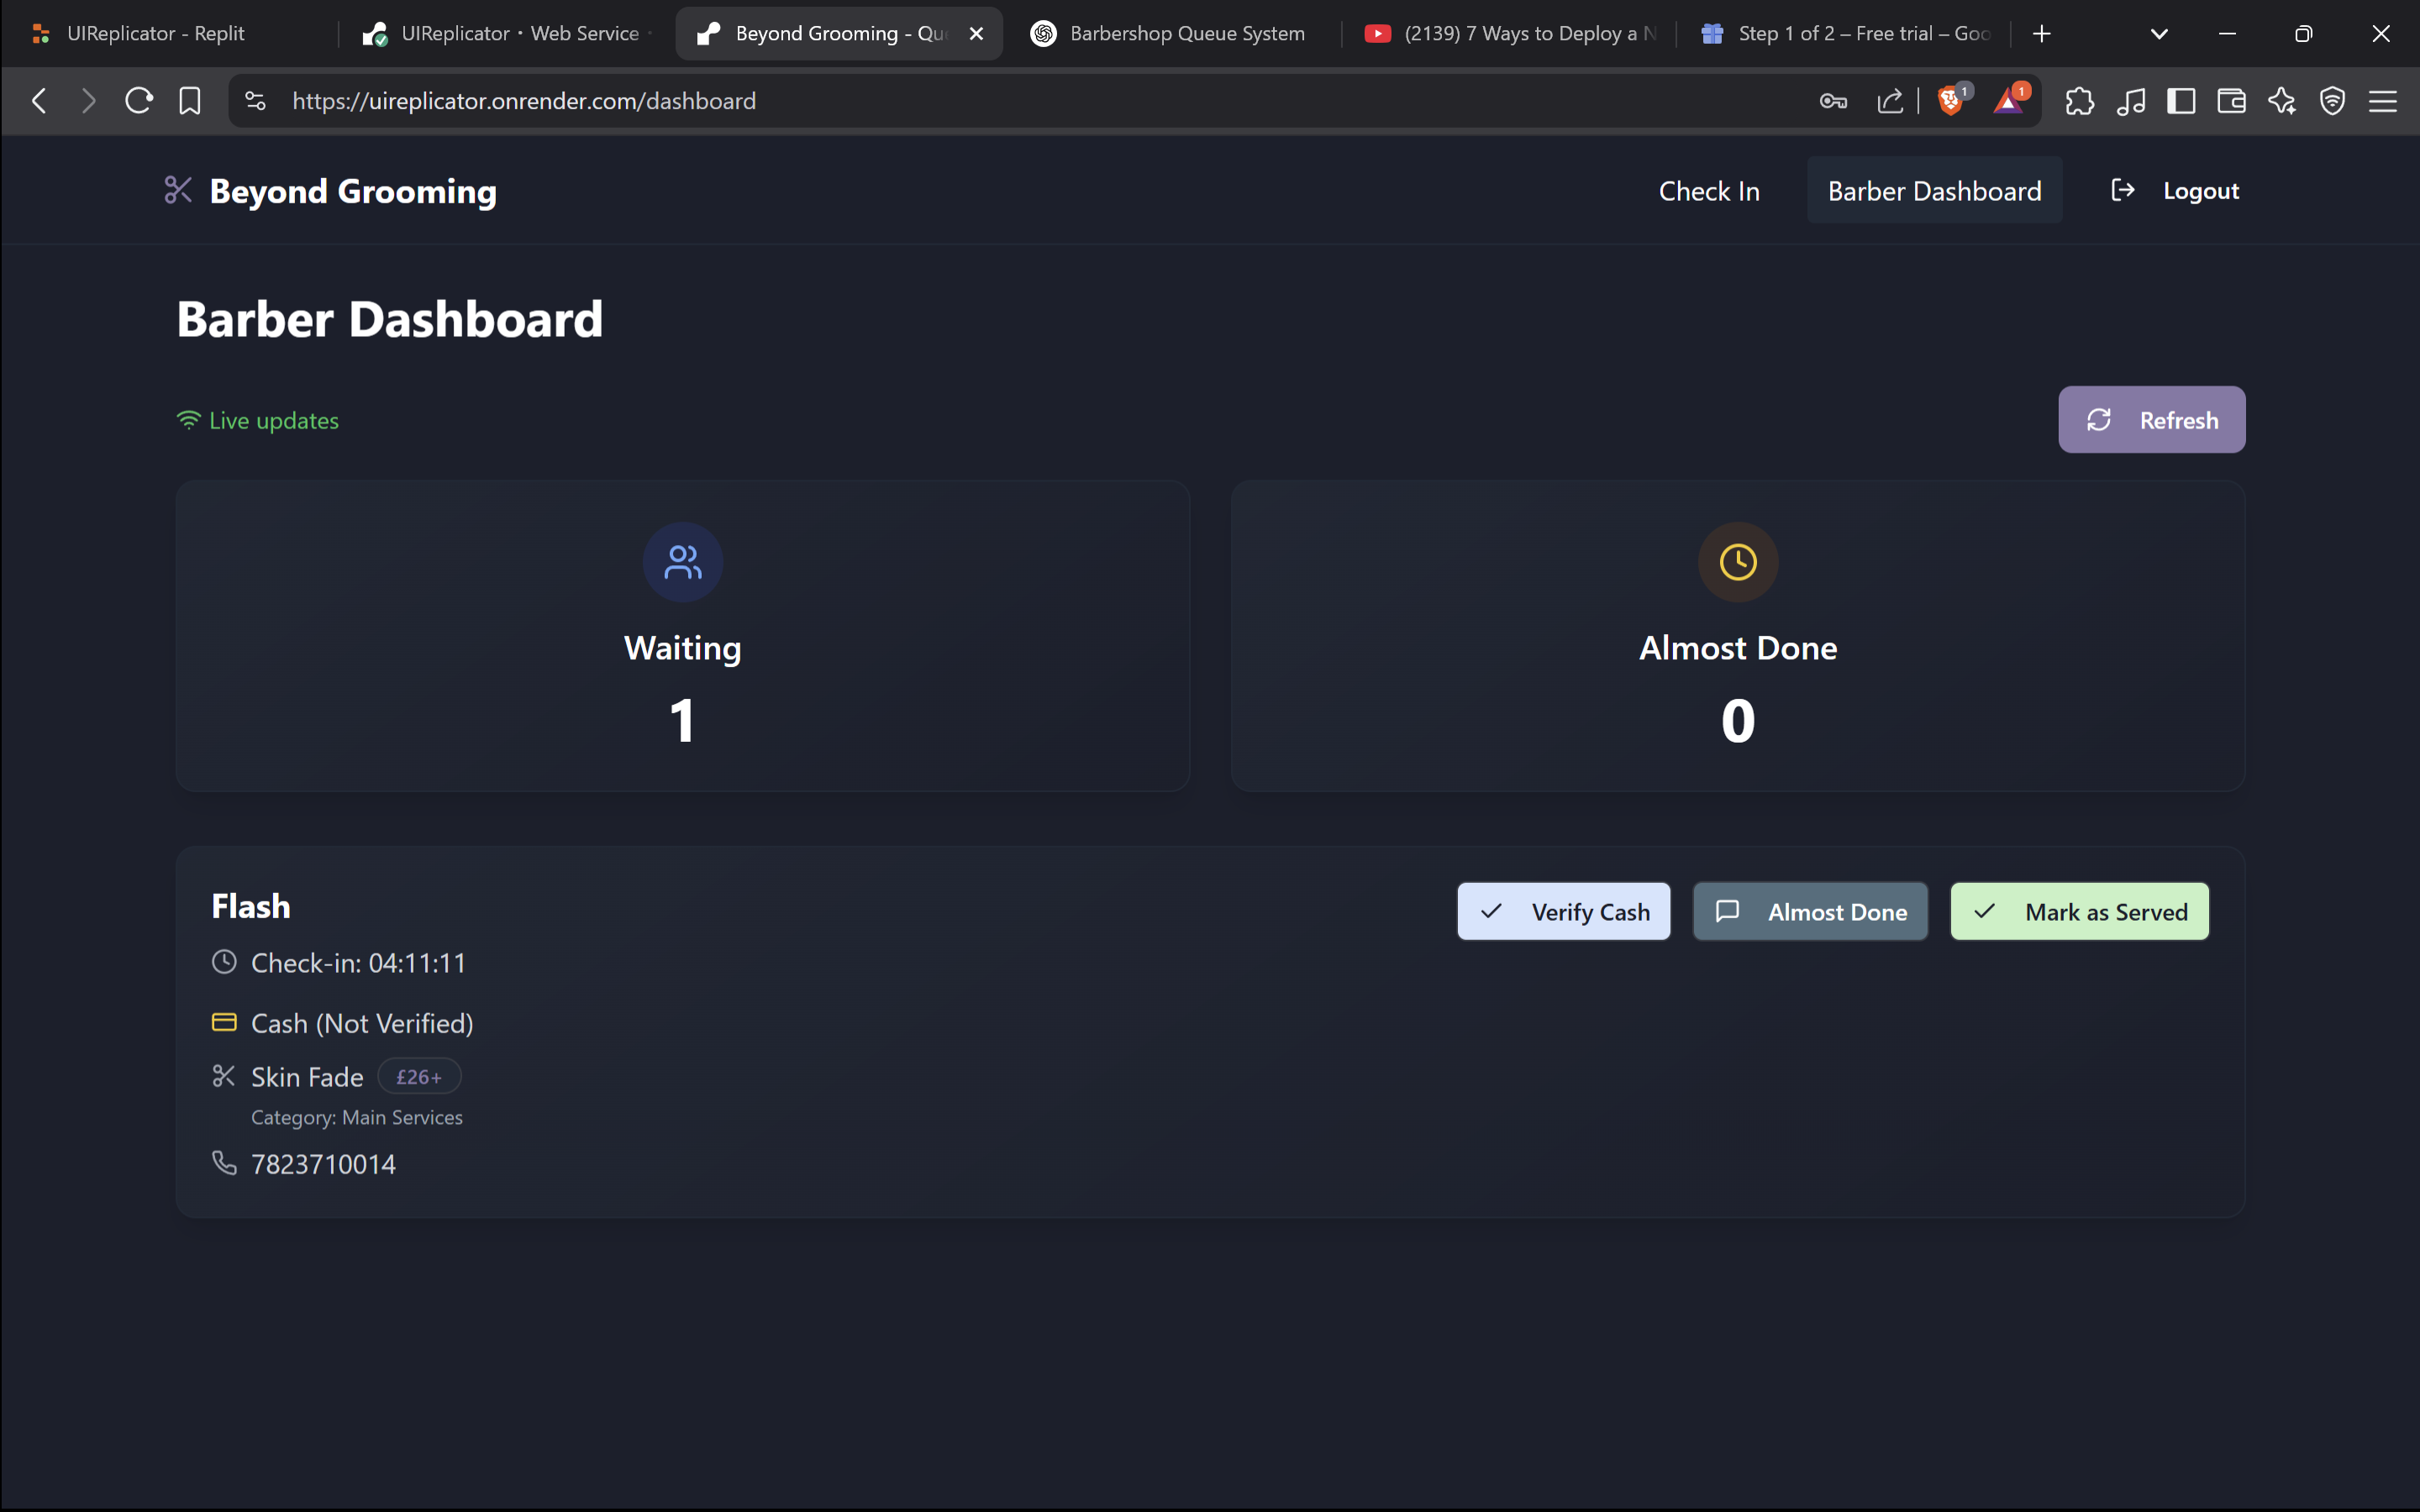 UIReplicator - Replit
UIReplicator • Web Service
Beyond Grooming - Qu
Barbershop Queue System
(2139) 7 Ways to Deploy a N
Step 1 of 2 – Free trial – Goo
https://uireplicator.onrender.com/dashboard
1
1
Beyond Grooming
Check In
Barber Dashboard
Logout
Barber Dashboard
Live updates
Refresh
Waiting
1
Almost Done
0
Flash
Verify Cash
Almost Done
Mark as Served
Check-in: 04:11:11
Cash (Not Verified)
Skin Fade £26+
Category: Main Services
7823710014